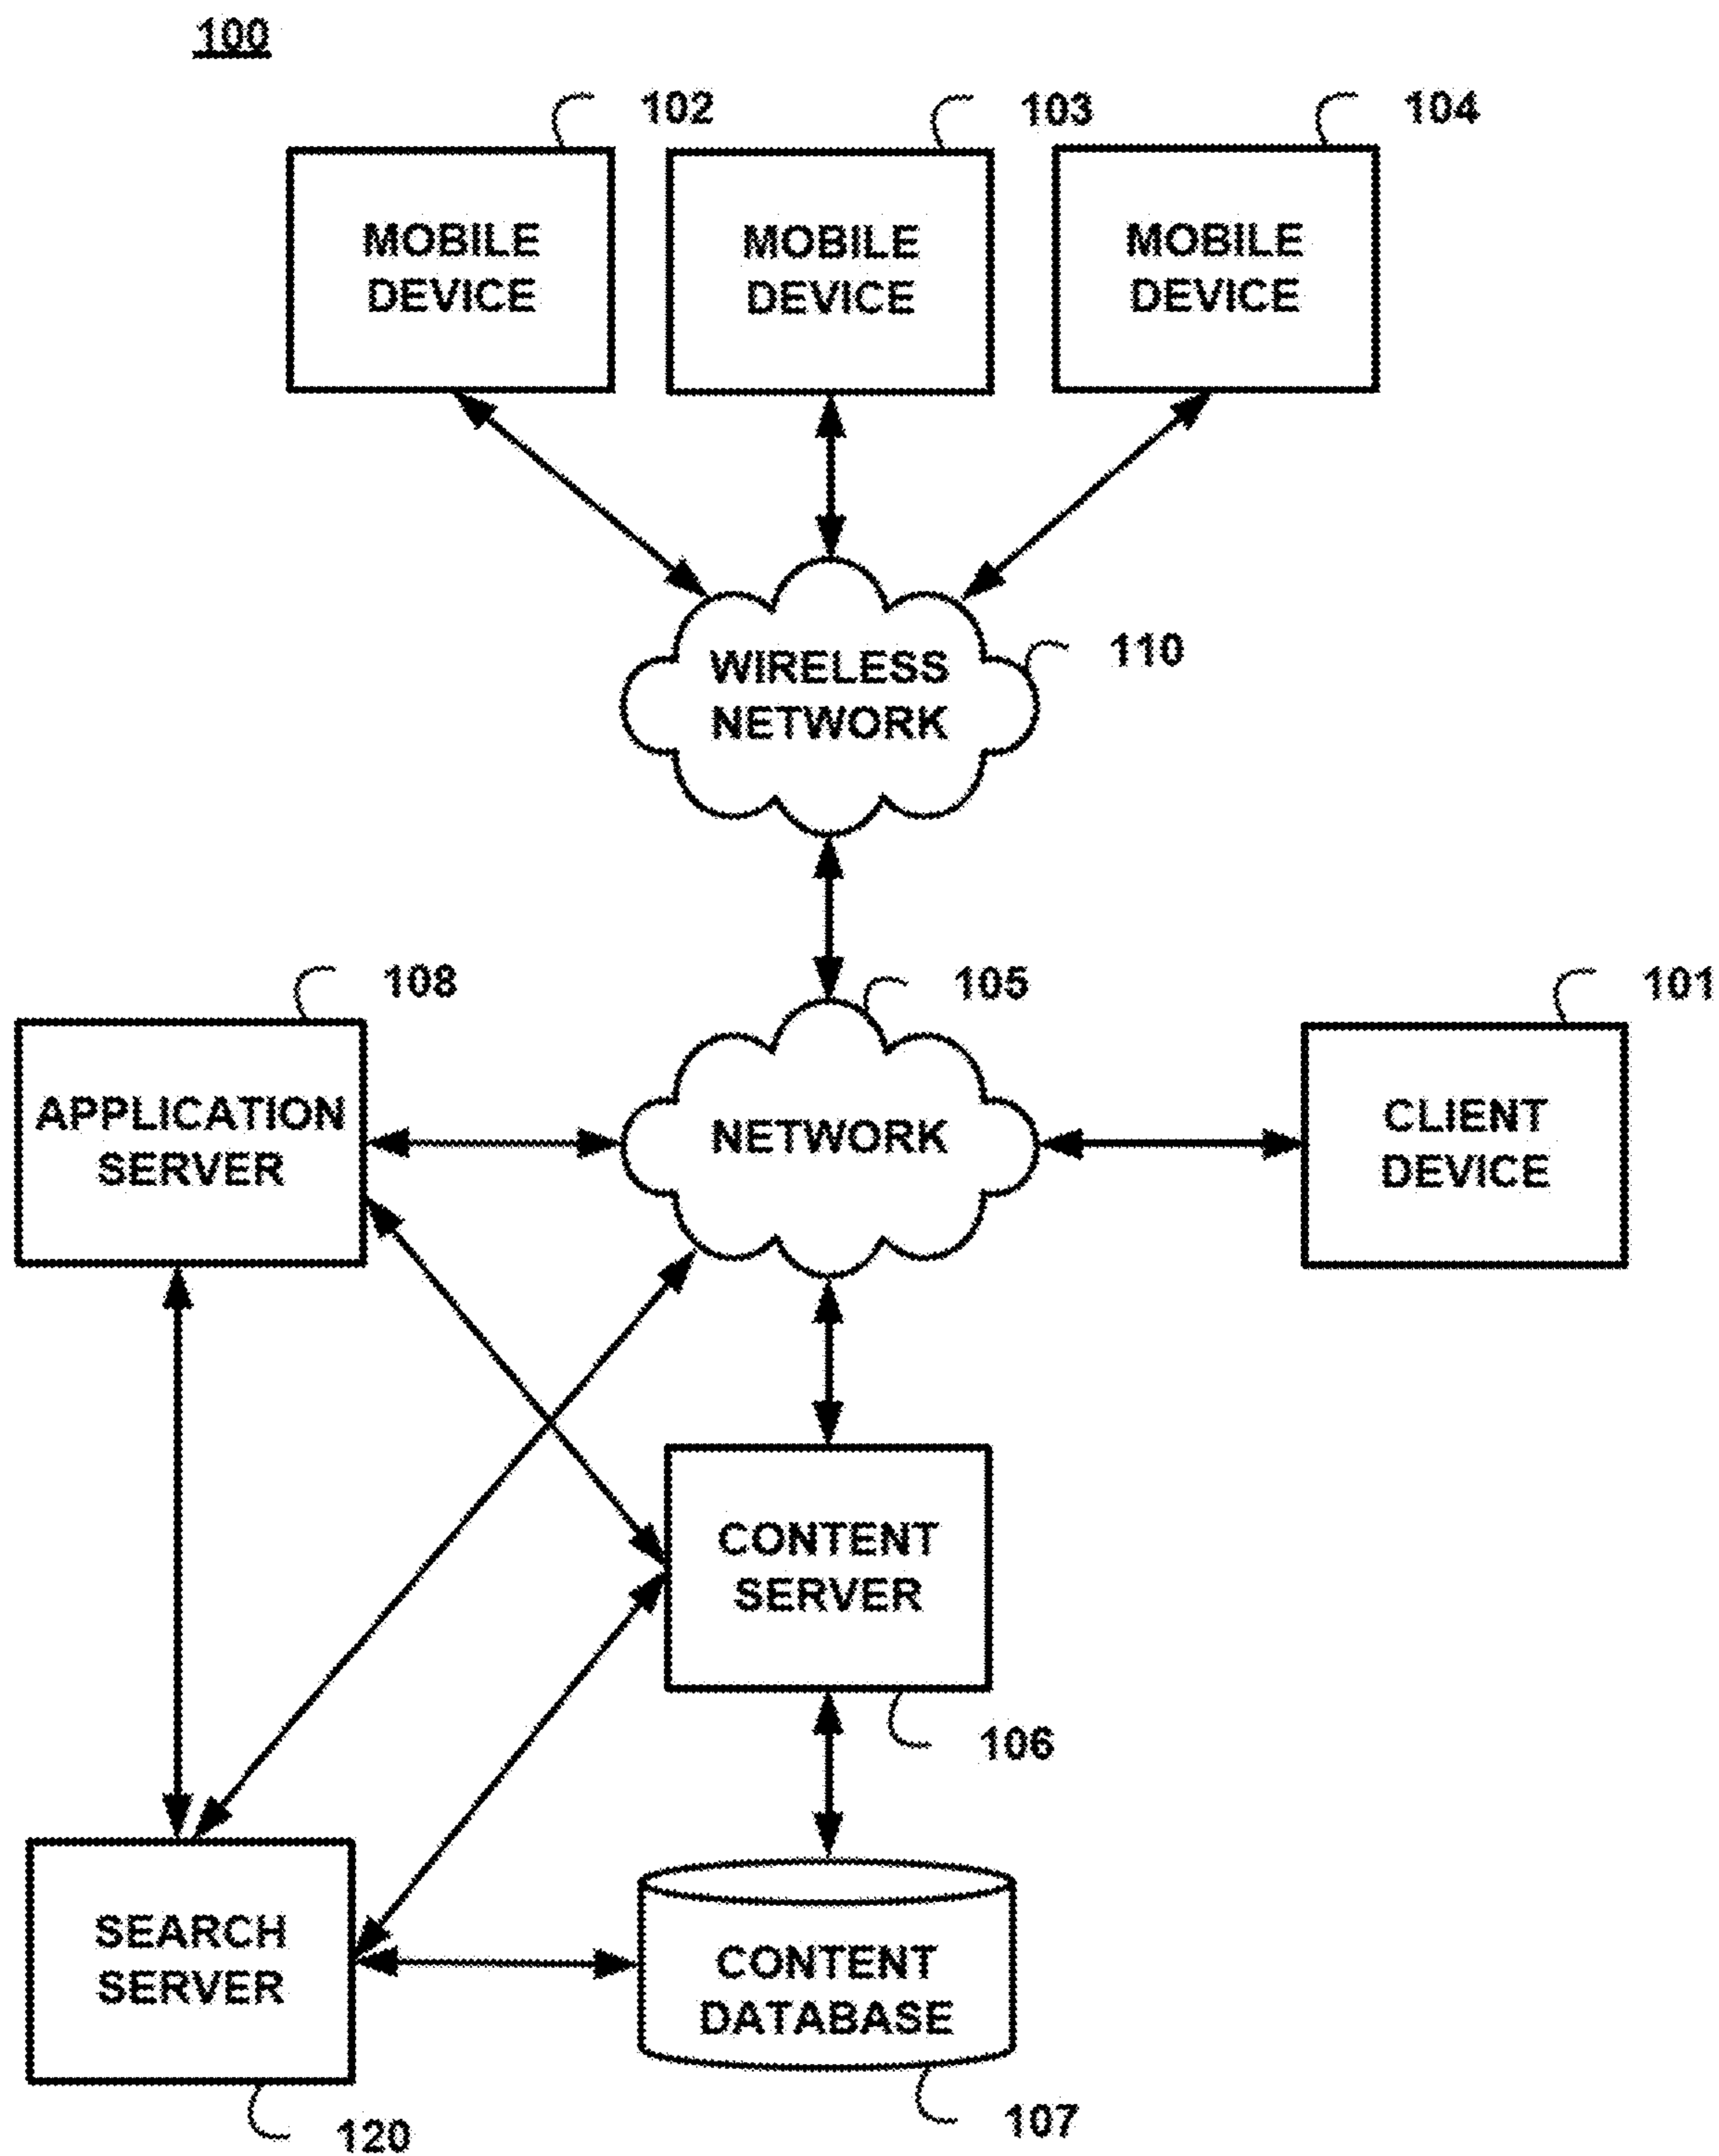 100
102
103
104
MOBILE
DEVICE
MOBILE
DEVICE
MOBILE
DEVICE
WIRELESS
NETWORK
110
108
105
101
APPLICATION
SERVER
NETWORK
CLIENT
DEVICE
CONTENT
SERVER
106
SEARCH
SERVER
CONTENT
DATABASE
120
107